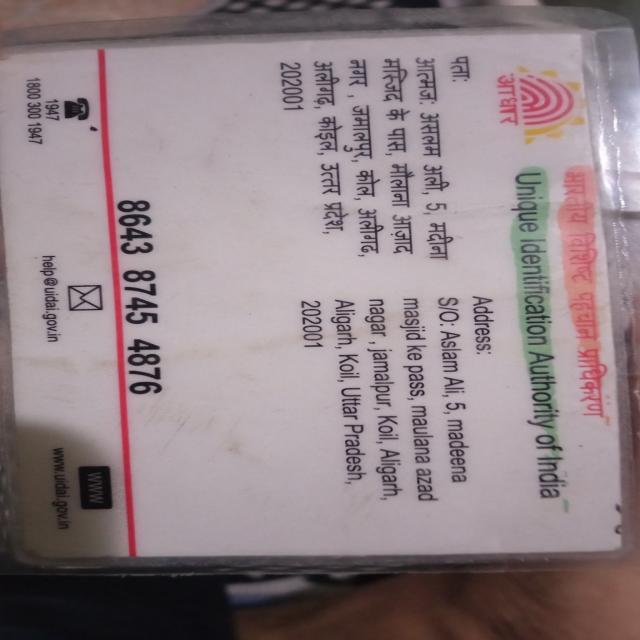 भारतीय विशिष्ट पहचान प्राधिकरण
Unique Identification Authority of India
आधार
पता:
आत्मज: असलम अली, 5, मदीना
मस्जिद के पास, मौलाना आज़ाद
नगर , जमालपुर, कोल, अलीगढ़,
अलीगढ़, कोईल, उत्तर प्रदेश,
202001
Address:
S/O: Aslam Ali, 5, madeena
masjid ke pass, maulana azad
nagar , jamalpur, Koil, Aligarh,
Aligarh, Koil, Uttar Pradesh,
202001
8643 8745 4876
1947
1800 300 1947
help@uidai.gov.in
www
www.uidai.gov.in